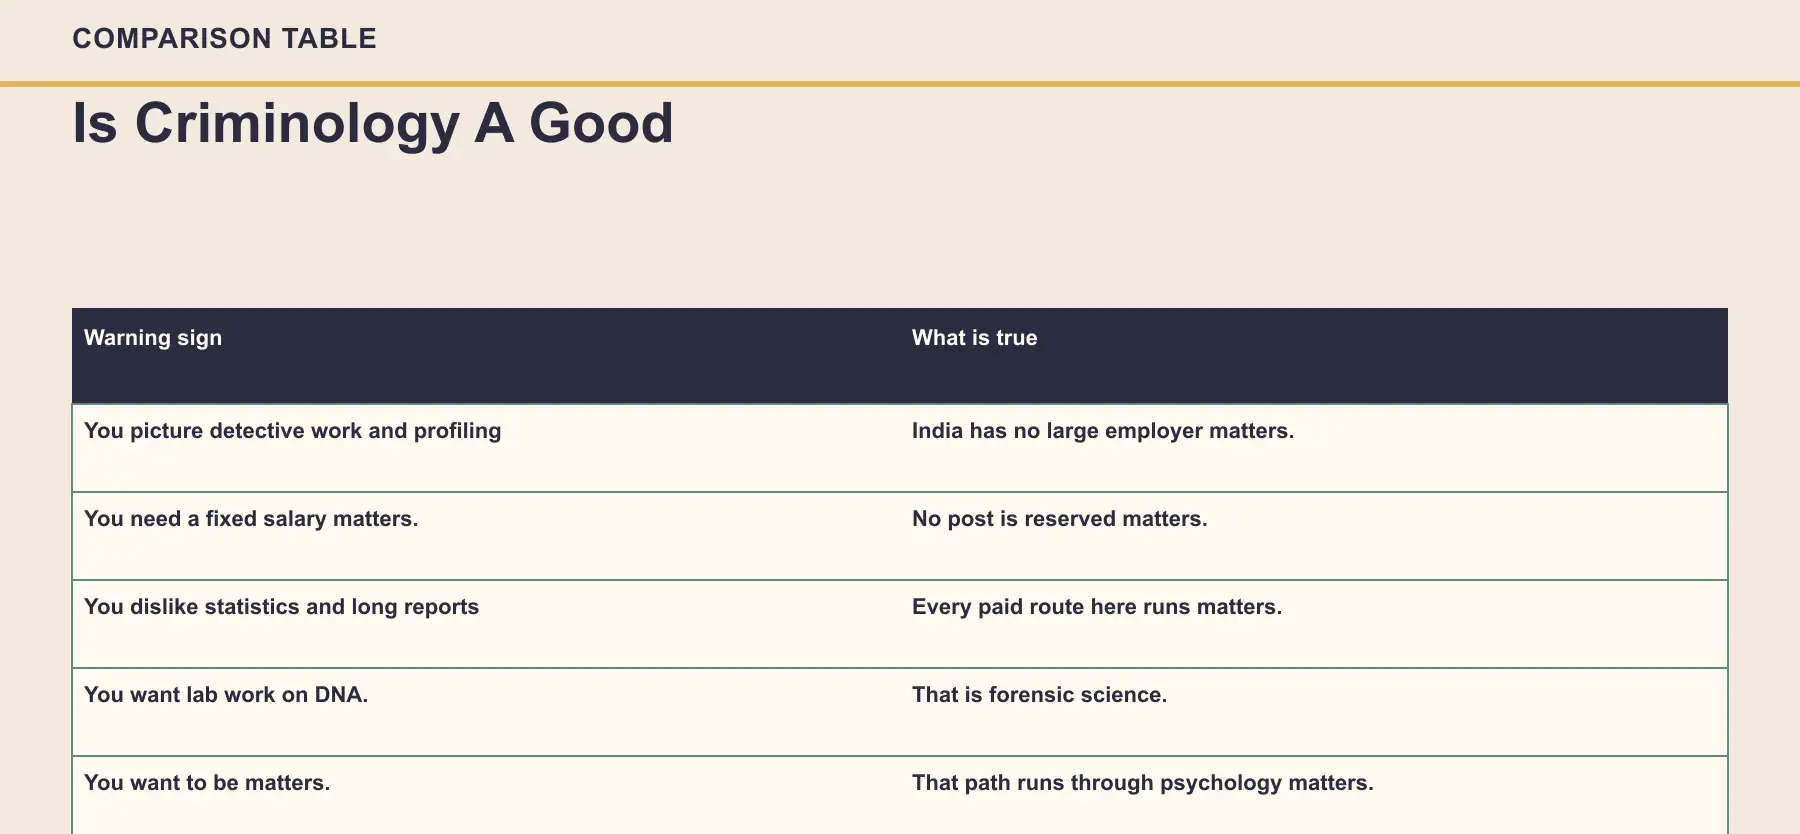 COMPARISON TABLE
Is Criminology A Good
Warning sign
What is true
You picture detective work and profiling
India has no large employer matters.
You need a fixed salary matters.
No post is reserved matters.
You dislike statistics and long reports
Every paid route here runs matters.
You want lab work on DNA.
That is forensic science.
You want to be matters.
That path runs through psychology matters.